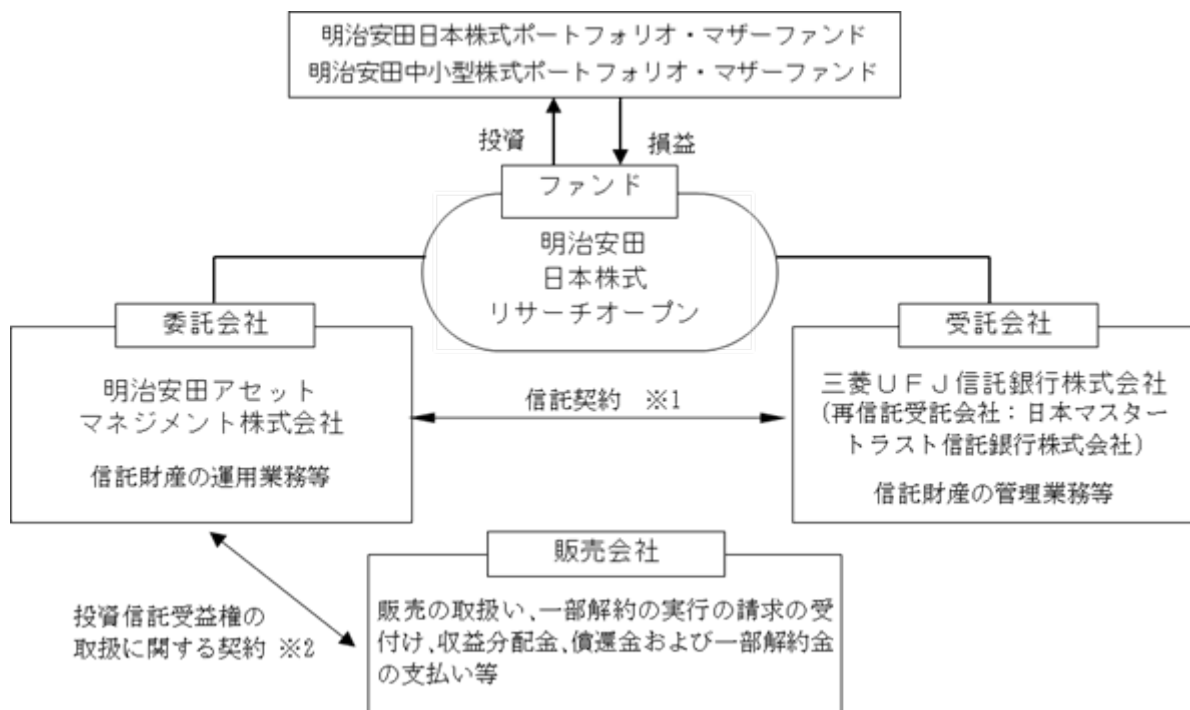 明治安田日本株式ポートフォリオ・マザーファンド
明治安田中小型株式ポートフォリオ・マザーファンド
投資
損益
ファンド
明治安田
日本株式
リサーチオープン
委託会社
明治安田アセット
マネジメント株式会社
信託財産の運用業務等
信託契約 ※1
受託会社
三菱ＵＦＪ信託銀行株式会社
(再信託受託会社：日本マスター
トラスト信託銀行株式会社)
信託財産の管理業務等
投資信託受益権の
取扱に関する契約 ※2
販売会社
販売の取扱い、一部解約の実行の請求の受
付け、収益分配金、償還金および一部解約金
の支払い等